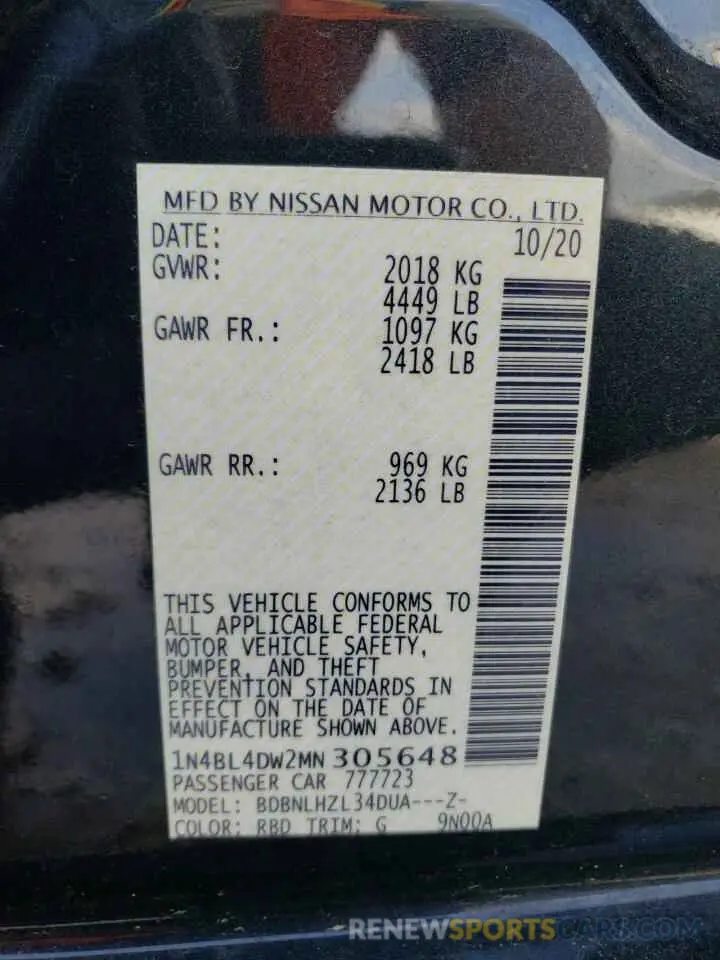 MFD BY NISSAN MOTOR CO., LTD.
DATE: 10/20
GVWR: 2018 KG
4449 LB
GAWR FR.: 1097 KG
2418 LB
GAWR RR.: 969 KG
2136 LB
THIS VEHICLE CONFORMS TO
ALL APPLICABLE FEDERAL
MOTOR VEHICLE SAFETY,
BUMPER, AND THEFT
PREVENTION STANDARDS IN
EFFECT ON THE DATE OF
MANUFACTURE SHOWN ABOVE.
1N4BL4DW2MN305648
PASSENGER CAR 777723
MODEL: BDBNLHZL34DUA---Z-
COLOR: RBD TRIM: G 9N00A
RENEWSPORTSCARS.COM